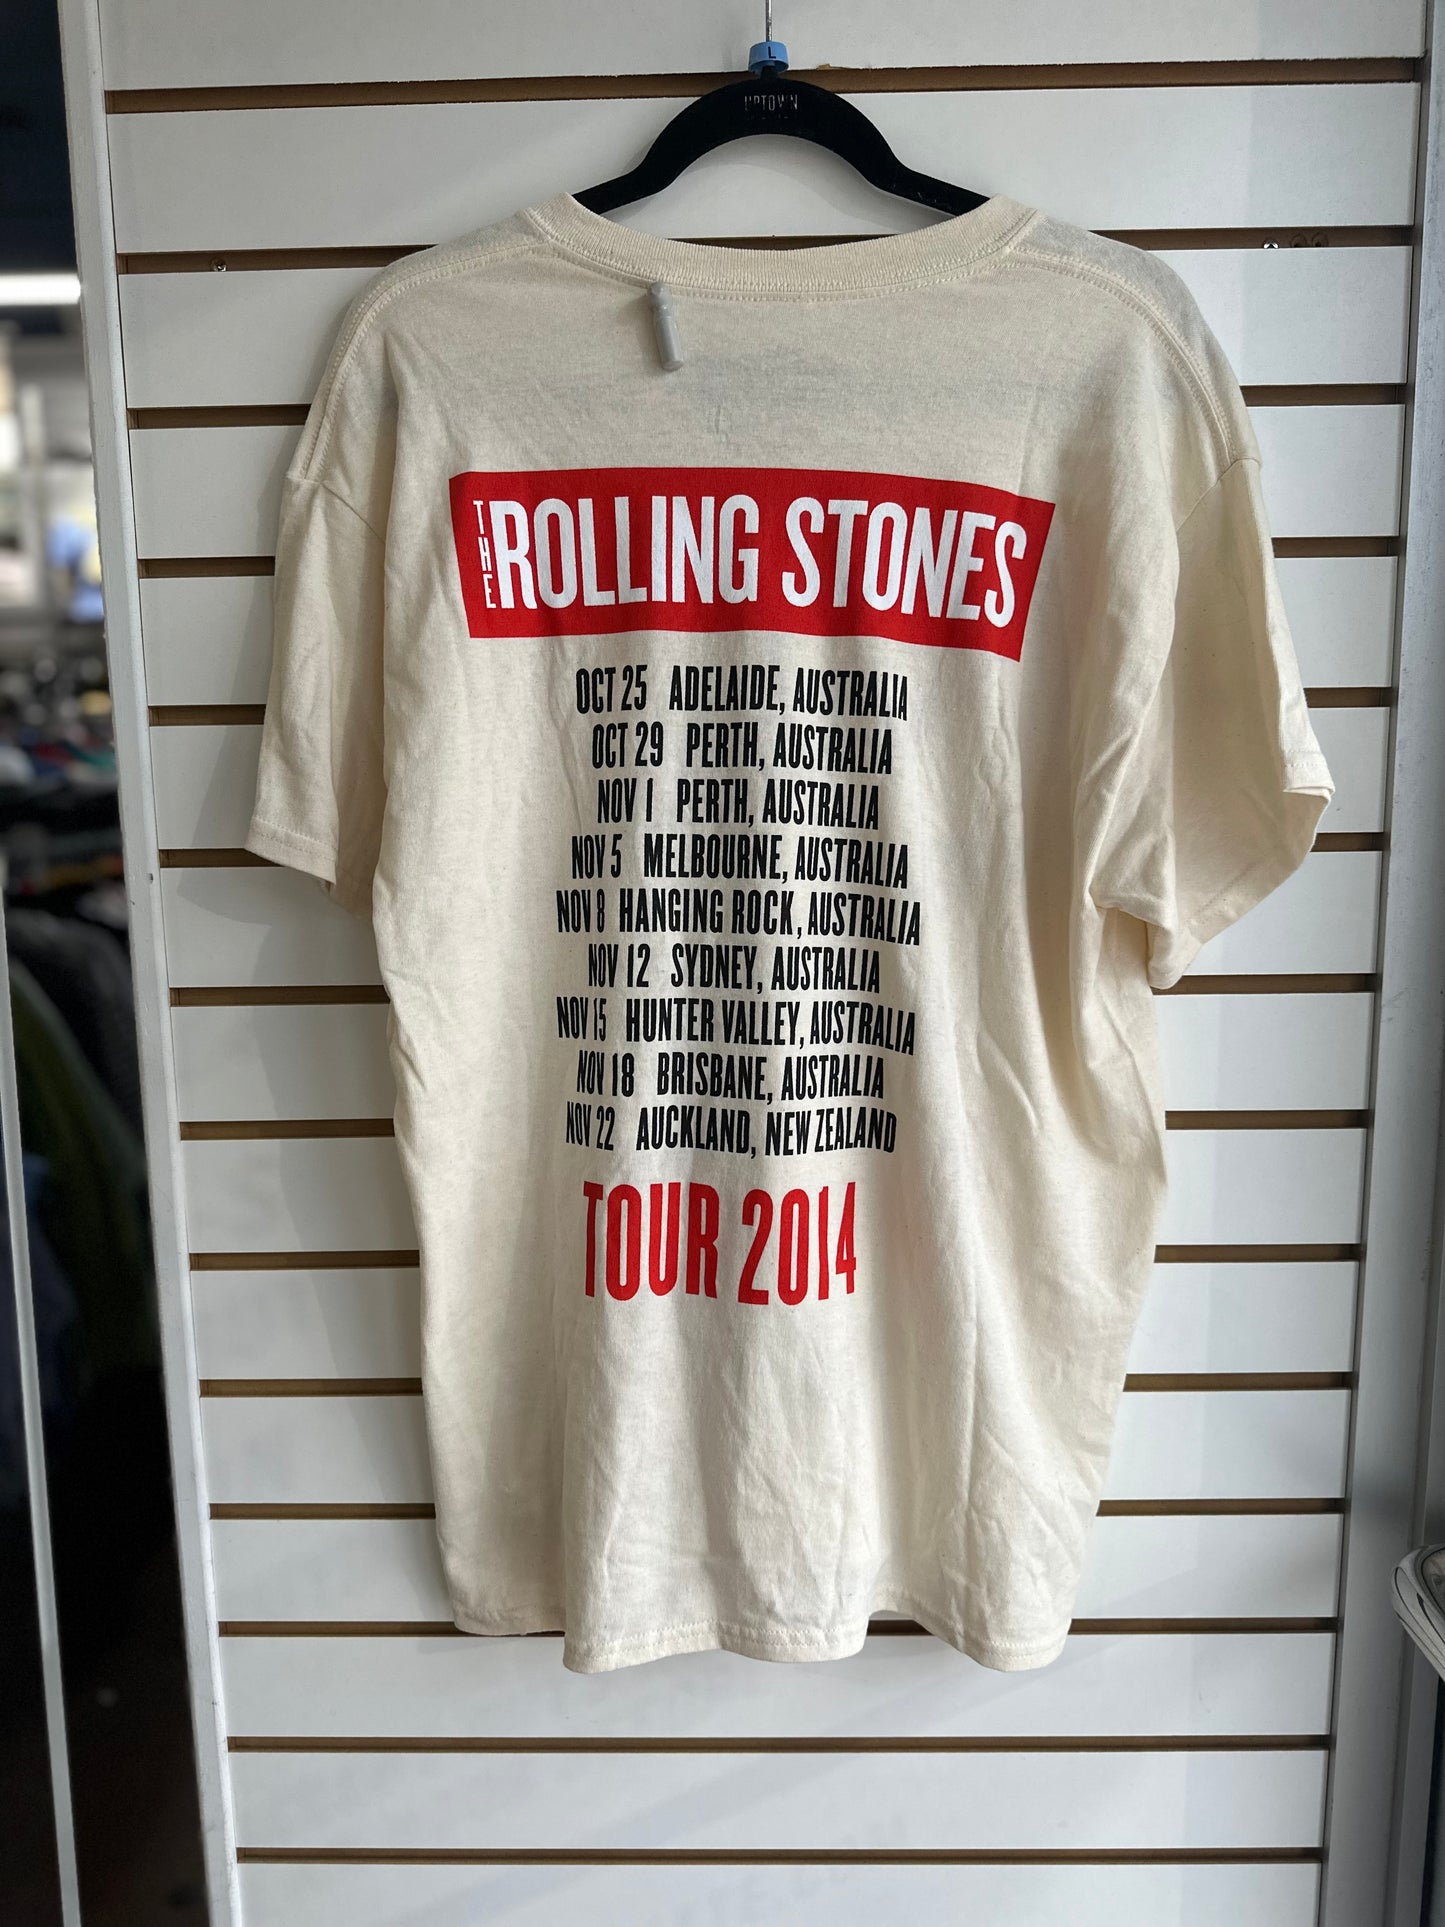 L
UPTOWN
THE ROLLING STONES
OCT 25 ADELAIDE, AUSTRALIA
OCT 29 PERTH, AUSTRALIA
NOV 1 PERTH, AUSTRALIA
NOV 5 MELBOURNE, AUSTRALIA
NOV 8 HANGING ROCK, AUSTRALIA
NOV 12 SYDNEY, AUSTRALIA
NOV 15 HUNTER VALLEY, AUSTRALIA
NOV 18 BRISBANE, AUSTRALIA
NOV 22 AUCKLAND, NEW ZEALAND
TOUR 2014